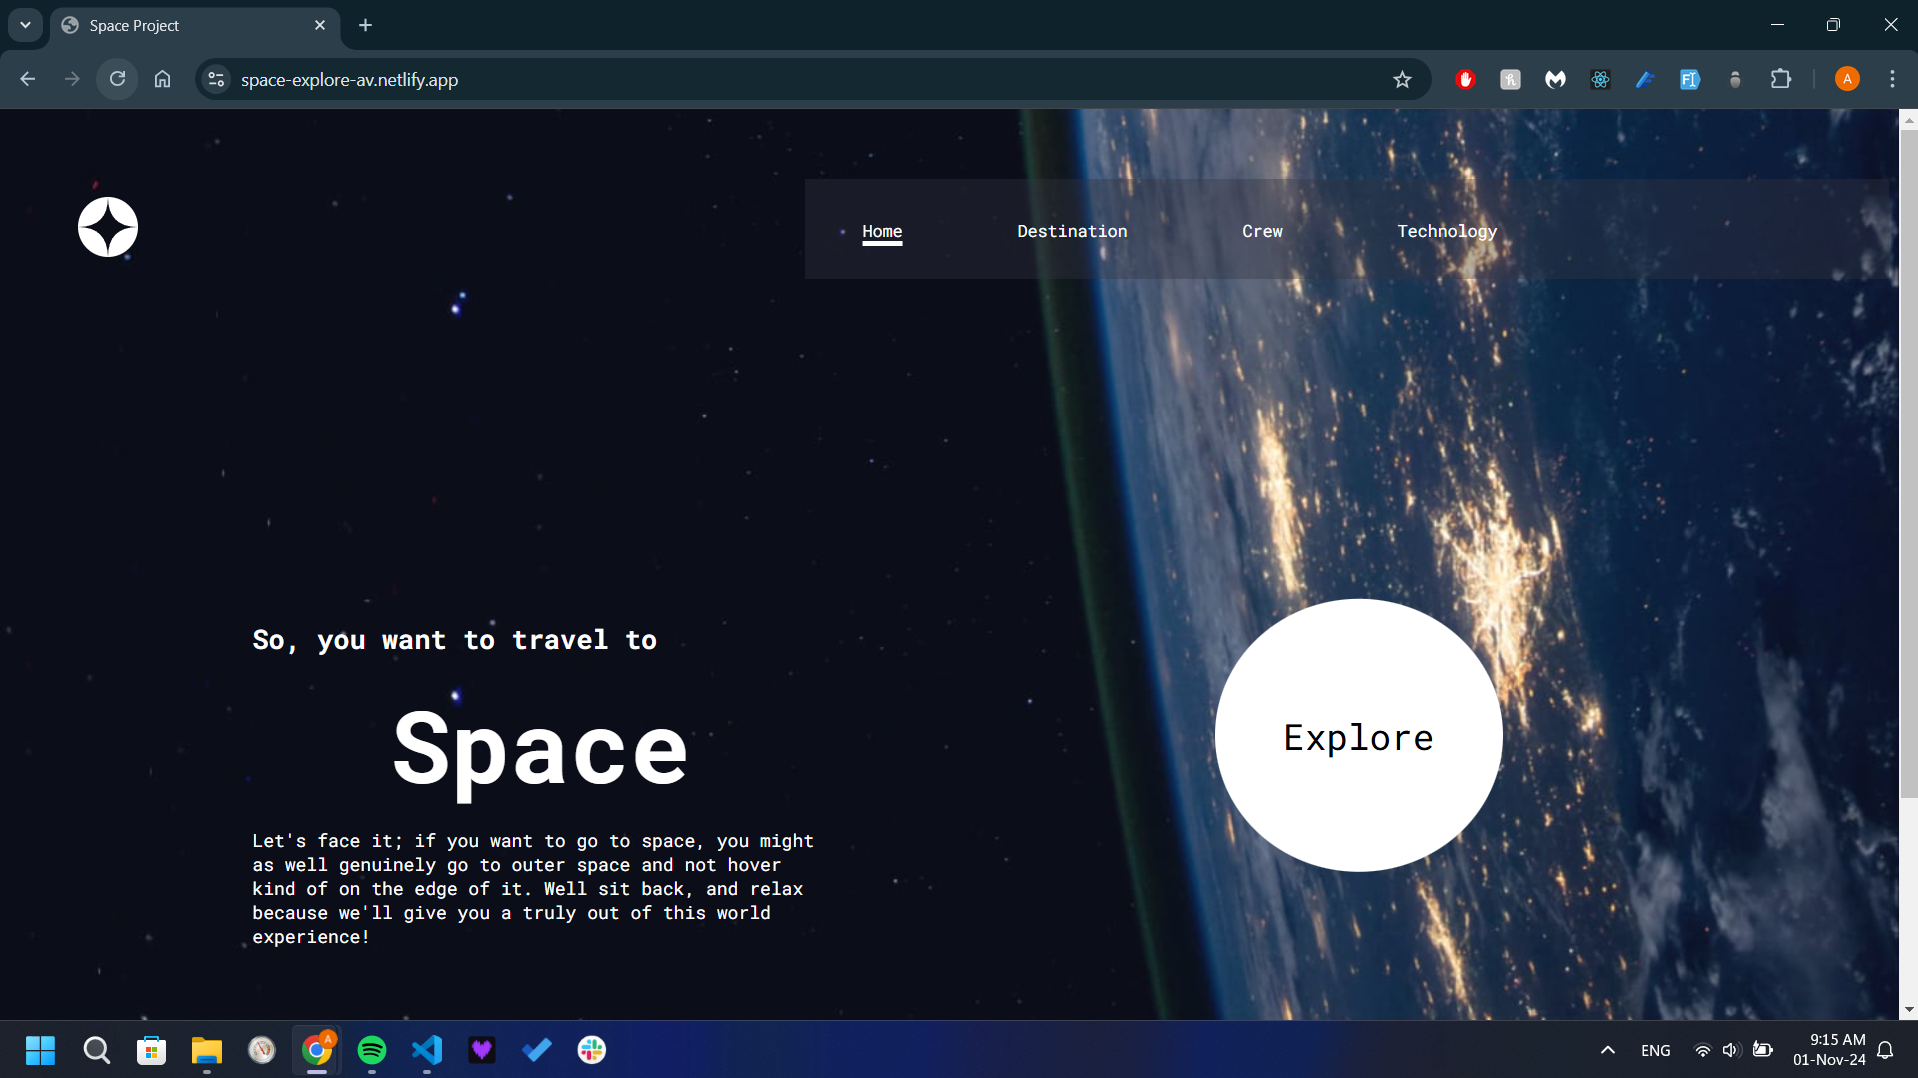 Space Project
space-explore-av.netlify.app
A
Home Destination Crew Technology
So, you want to travel to
Space
Explore
Let's face it; if you want to go to space, you might
as well genuinely go to outer space and not hover
kind of on the edge of it. Well sit back, and relax
because we'll give you a truly out of this world
experience!
A
ENG
9:15 AM
01-Nov-24